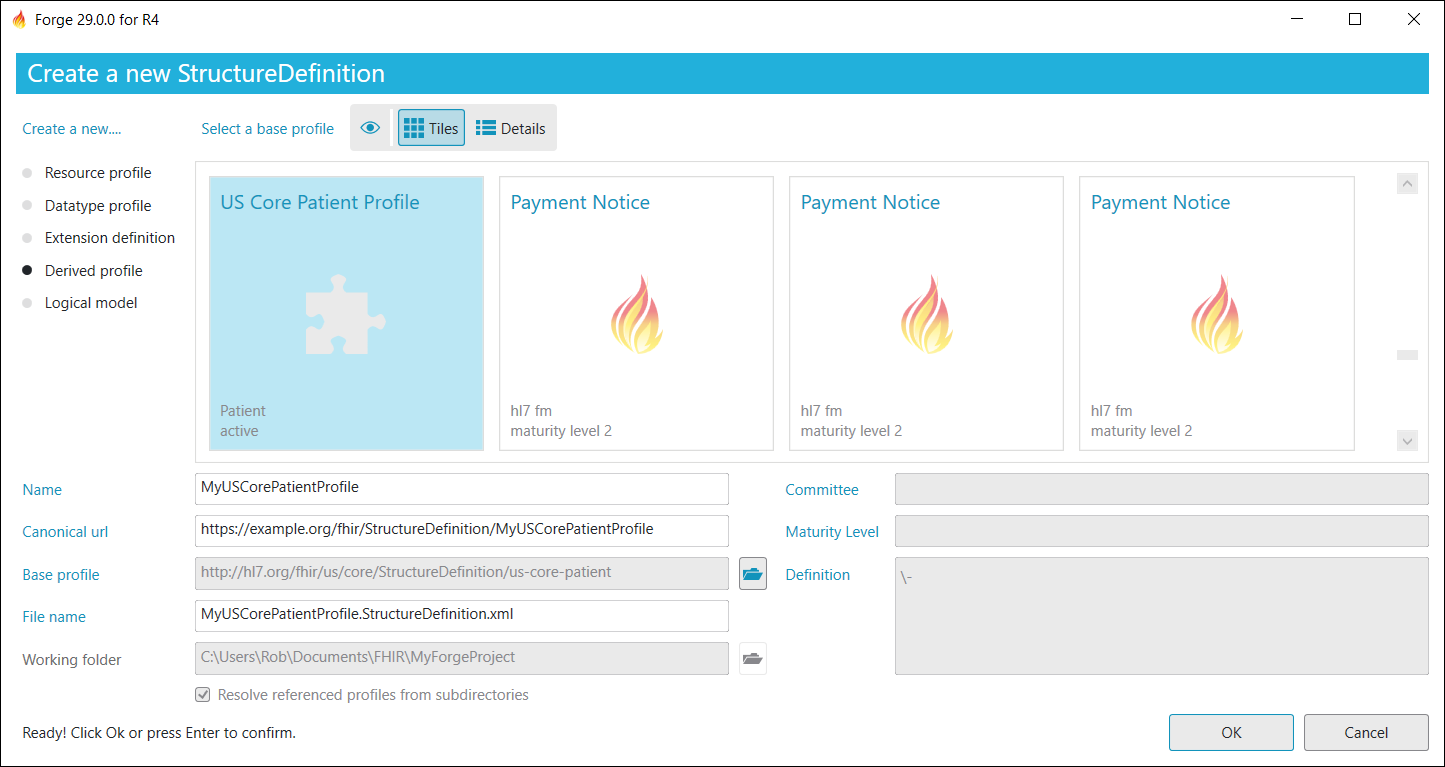 Forge 29.0.0 for R4
Create a new StructureDefinition
Create a new....
Select a base profile
Tiles
Details
Resource profile
Datatype profile
Extension definition
Derived profile
Logical model
US Core Patient Profile
Patient
active
Payment Notice
hl7 fm
maturity level 2
Payment Notice
hl7 fm
maturity level 2
Payment Notice
hl7 fm
maturity level 2
Name
MyUSCorePatientProfile
Canonical url
https://example.org/fhir/StructureDefinition/MyUSCorePatientProfile
Base profile
http://hl7.org/fhir/us/core/StructureDefinition/us-core-patient
File name
MyUSCorePatientProfile.StructureDefinition.xml
Working folder
C:\Users\Rob\Documents\FHIR\MyForgeProject
Resolve referenced profiles from subdirectories
Committee
Maturity Level
Definition
\-
Ready! Click Ok or press Enter to confirm.
OK
Cancel